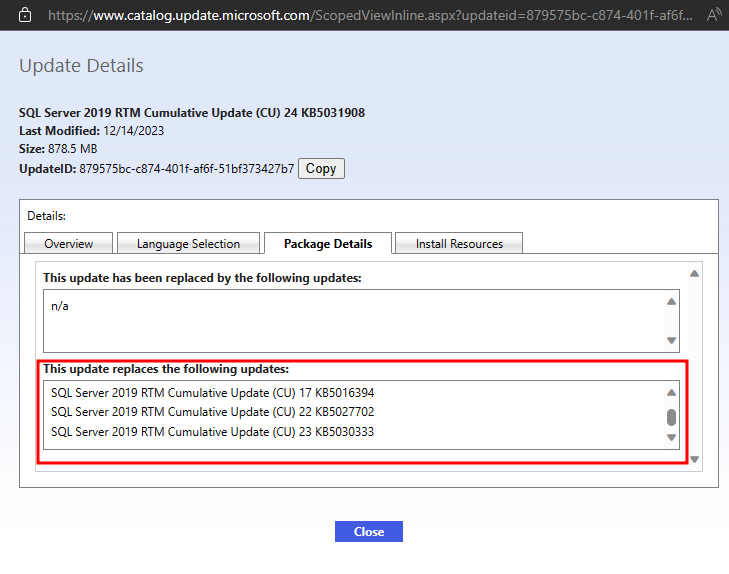 https://www.catalog.update.microsoft.com/ScopedViewInline.aspx?updateid=879575bc-c874-401f-af6f...
Update Details
SQL Server 2019 RTM Cumulative Update (CU) 24 KB5031908
Last Modified: 12/14/2023
Size: 878.5 MB
UpdateID: 879575bc-c874-401f-af6f-51bf373427b7 Copy
Details:
Overview Language Selection Package Details Install Resources
This update has been replaced by the following updates:
n/a
This update replaces the following updates:
SQL Server 2019 RTM Cumulative Update (CU) 17 KB5016394
SQL Server 2019 RTM Cumulative Update (CU) 22 KB5027702
SQL Server 2019 RTM Cumulative Update (CU) 23 KB5030333
Close